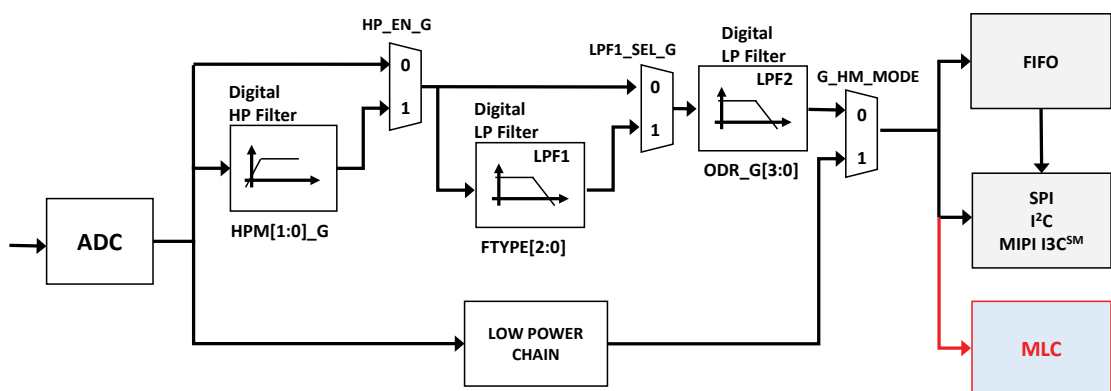 HP_EN_G
0
1
Digital
HP Filter
HPM[1:0]_G
ADC
Digital
LP Filter
LPF1
FTYPE[2:0]
LPF1_SEL_G
0
1
Digital
LP Filter
LPF2
ODR_G[3:0]
G_HM_MODE
0
1
LOW POWER
CHAIN
FIFO
SPI
I²C
MIPI I3Cˢᴹ
MLC